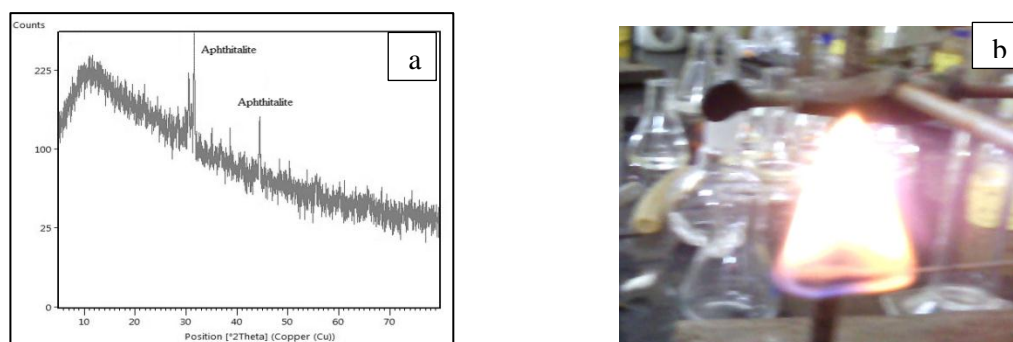 Counts
a
b
Aphthitalite
225
Aphthitalite
100
25
0
10 20 30 40 50 60 70
Position [°2Theta] (Copper (Cu))